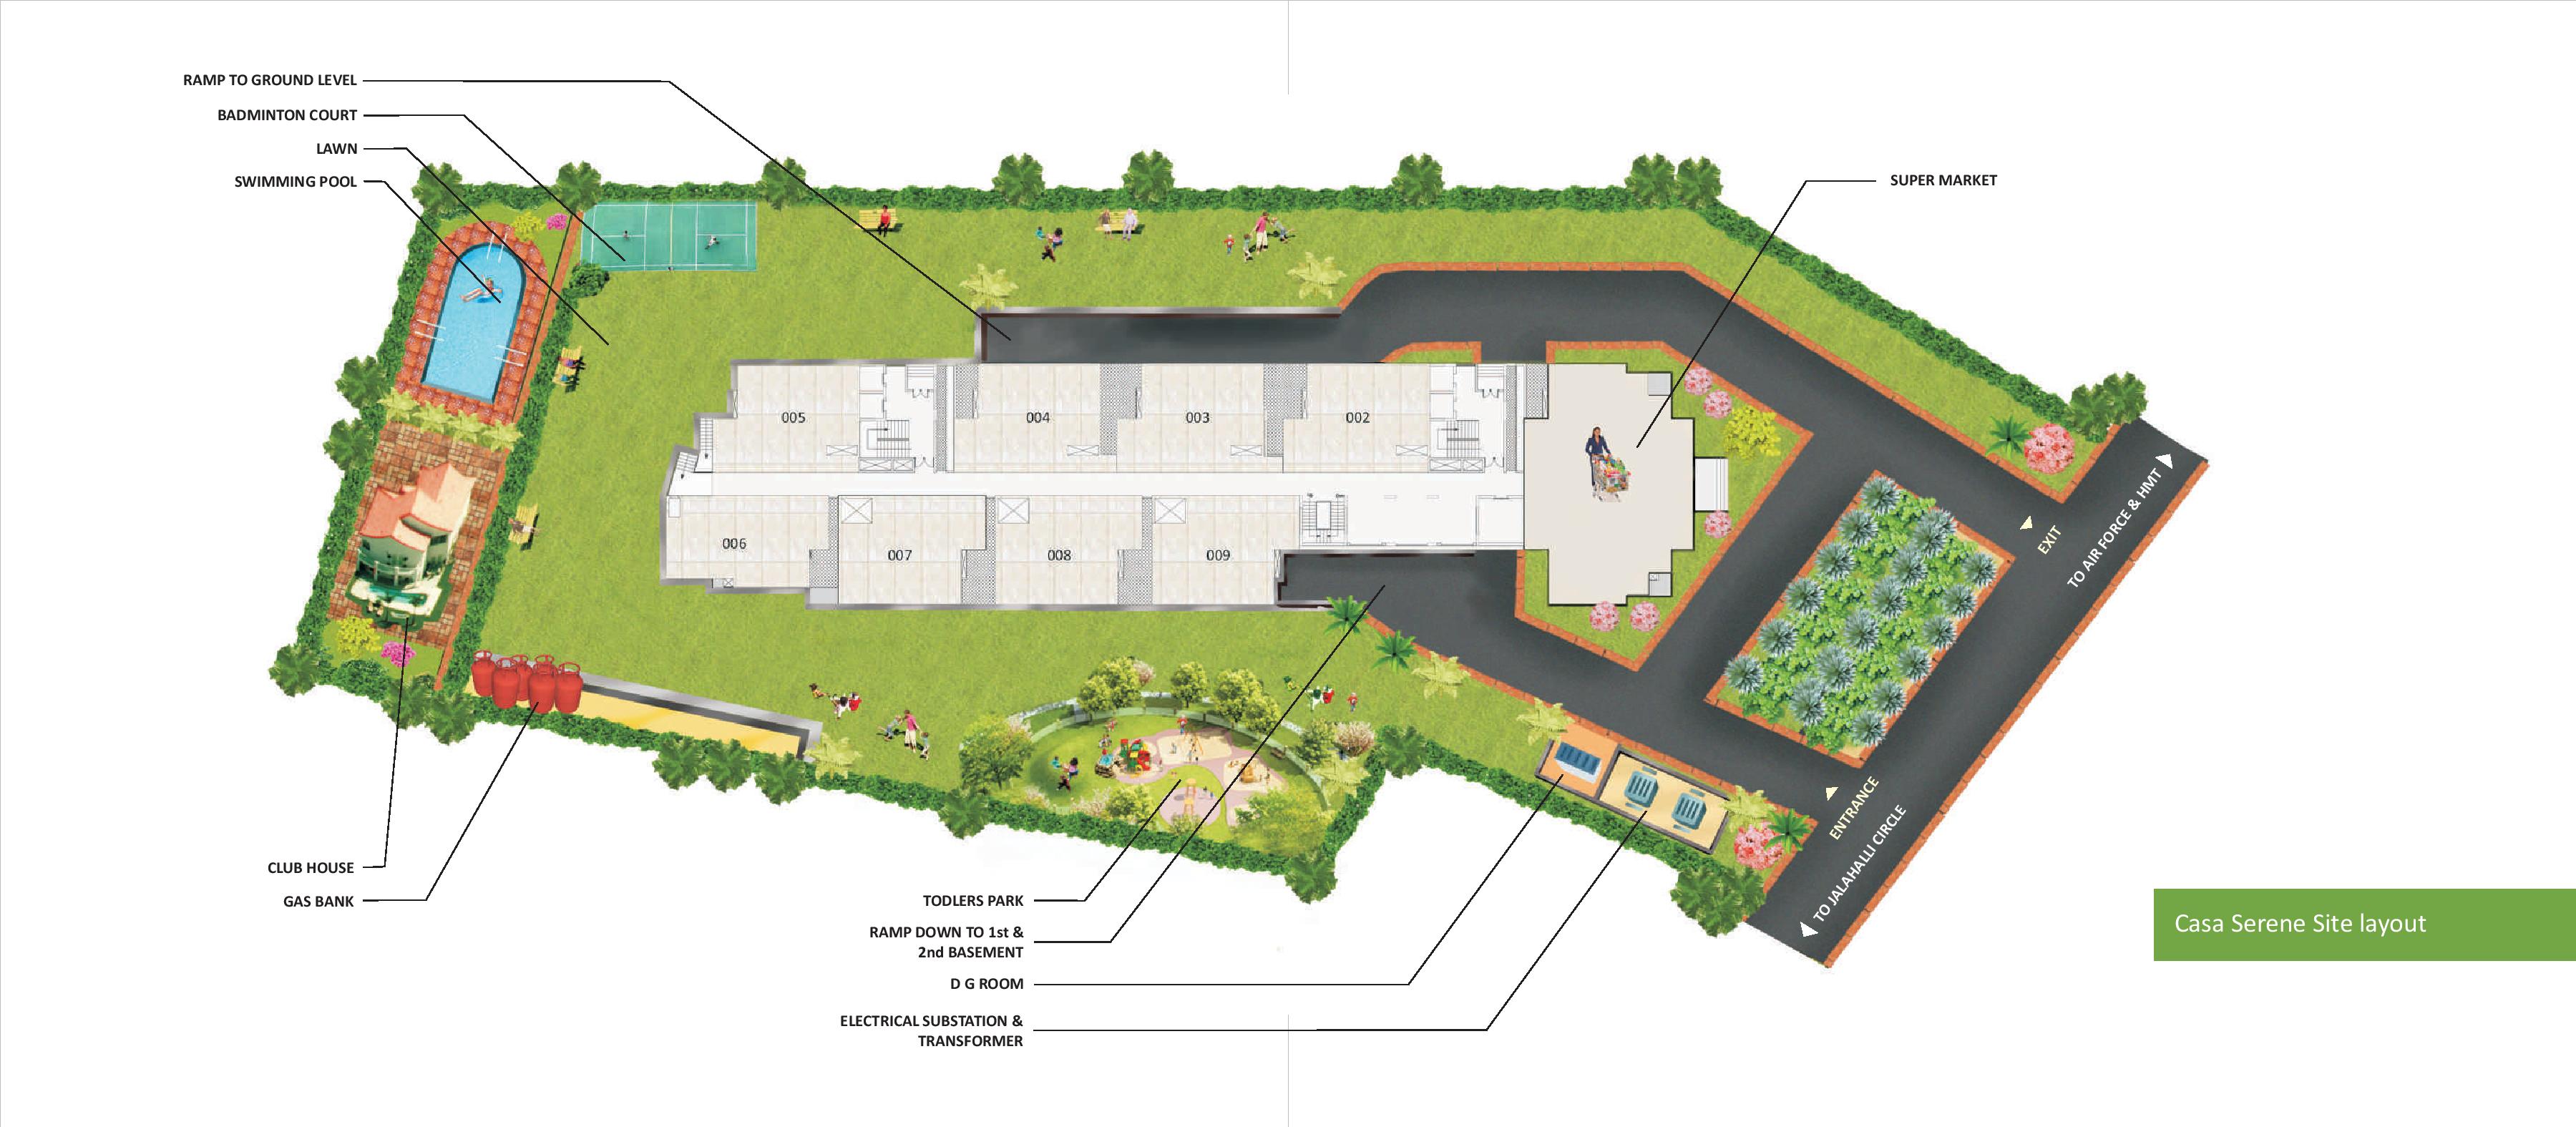 RAMP TO GROUND LEVEL
BADMINTON COURT
LAWN
SWIMMING POOL
SUPER MARKET
005
004
003
002
006
007
008
009
EXIT
TO AIR FORCE & HMT
ENTRANCE
TO JALAHALLI CIRCLE
CLUB HOUSE
GAS BANK
TODLERS PARK
RAMP DOWN TO 1st &
2nd BASEMENT
D G ROOM
ELECTRICAL SUBSTATION &
TRANSFORMER
Casa Serene Site layout